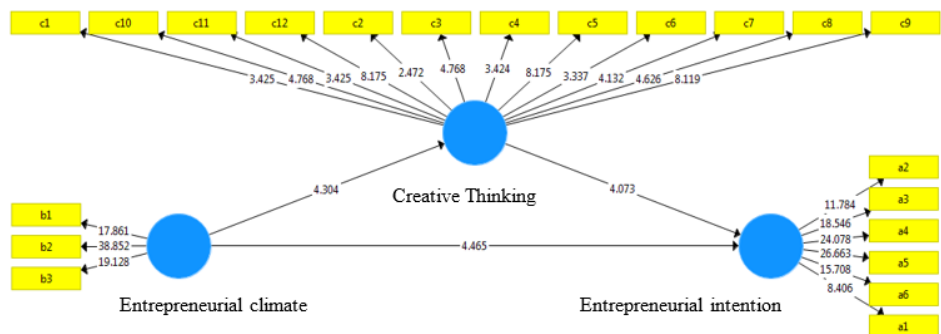 c1 c10 c11 c12 c2 c3 c4 c5 c6 c7 c8 c9
3.425 4.768 3.425 8.175 2.472 4.768 3.424 8.175 3.337 4.132 4.626 8.119
4.304
Creative Thinking
4.073
b1
b2
b3
17.861
38.852
19.128
4.465
11.784
18.546
24.078
26.663
15.708
8.406
a2
a3
a4
a5
a6
a1
Entrepreneurial climate
Entrepreneurial intention